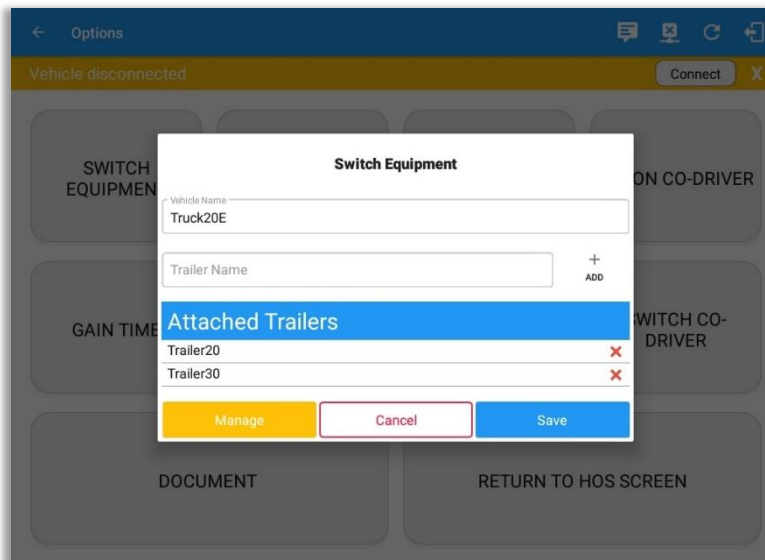 Options
Vehicle disconnected
Connect
X
SWITCH
EQUIPMEN
Switch Equipment
ON CO-DRIVER
Vehicle Name
Truck20E
Trailer Name
+
ADD
GAIN TIME
Attached Trailers
WITCH CO-
DRIVER
Trailer20
Trailer30
Manage
Cancel
Save
DOCUMENT
RETURN TO HOS SCREEN